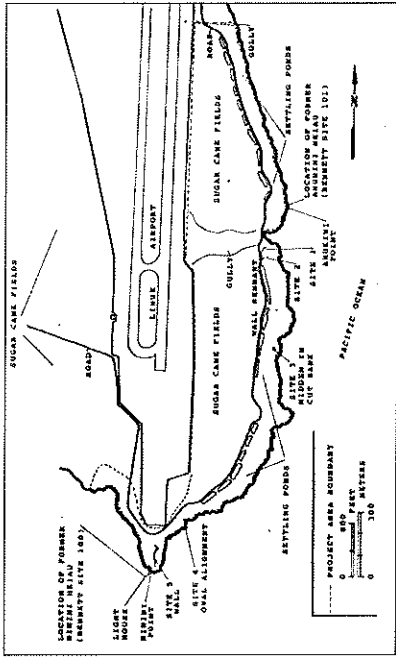 SUGAR CANE FIELDS
ROAD
LIHUE
AIRPORT
ROAD
GULLY
SUGAR CANE FIELDS
GULLY
SUGAR CANE FIELDS
WALL REMNANT
SETTLING PONDS
LOCATION OF FORMER
AHUKINI HEIAU
(BENNETT SITE 101)
AHUKINI
POINT
SITE 1
SITE 2
SITE 3
HIDDEN IN
CUT BANK
PACIFIC OCEAN
N
LOCATION OF FORMER
NININI HEIAU
(BENNETT SITE 100)
LIGHT
HOUSE
NININI
POINT
SITE 5
WALL
SITE 4
OVAL ALIGNMENT
SETTLING PONDS
PROJECT AREA BOUNDARY
0 800
FEET
METERS
0 300